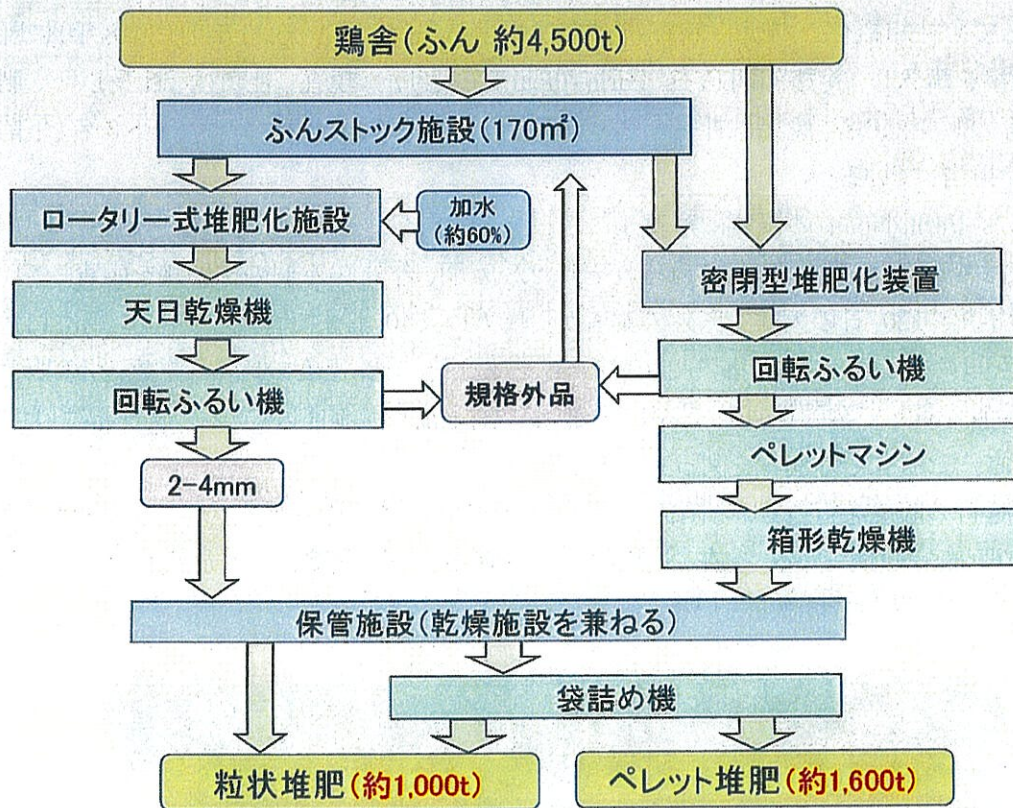 鶏舎(ふん 約4,500t)
ふんストック施設(170㎡)
ロータリー式堆肥化施設
加水
(約60%)
密閉型堆肥化装置
天日乾燥機
回転ふるい機
規格外品
回転ふるい機
ペレットマシン
2-4mm
箱形乾燥機
保管施設(乾燥施設を兼ねる)
袋詰め機
粒状堆肥(約1,000t)
ペレット堆肥(約1,600t)